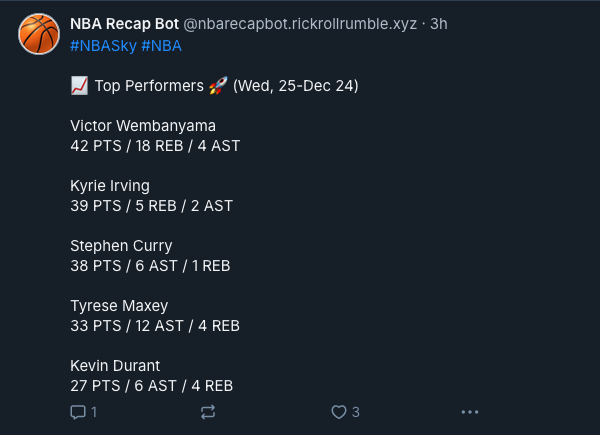 NBA Recap Bot @nbarecapbot.rickrollrumble.xyz · 3h
#NBASky #NBA
📈 Top Performers 🚀 (Wed, 25-Dec 24)
Victor Wembanyama
42 PTS / 18 REB / 4 AST
Kyrie Irving
39 PTS / 5 REB / 2 AST
Stephen Curry
38 PTS / 6 AST / 1 REB
Tyrese Maxey
33 PTS / 12 AST / 4 REB
Kevin Durant
27 PTS / 6 AST / 4 REB
1 3